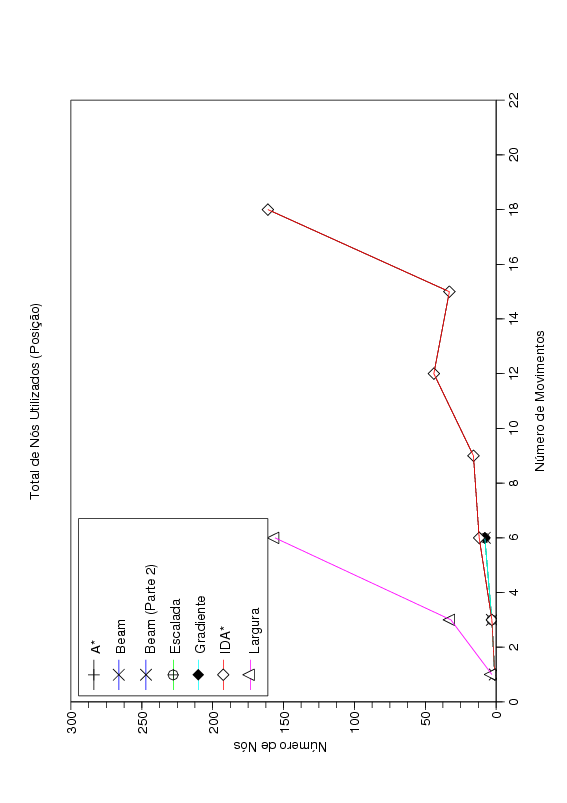 Total de Nós Utilizados (Posição)
A*
Beam
Beam (Parte 2)
Escalada
Gradiente
IDA*
Largura
Número de Nós
300
250
200
150
100
50
0
0
2
4
6
8
10
12
14
16
18
20
22
Número de Movimentos